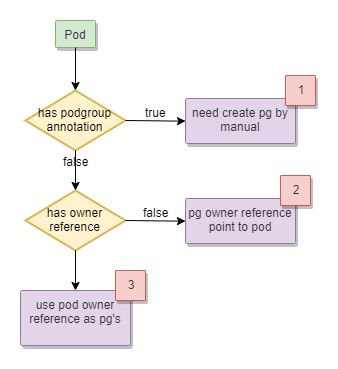 Pod
has podgroup
annotation
true
need create pg by
manual
1
false
has owner
reference
false
pg owner reference
point to pod
2
use pod owner
reference as pg's
3